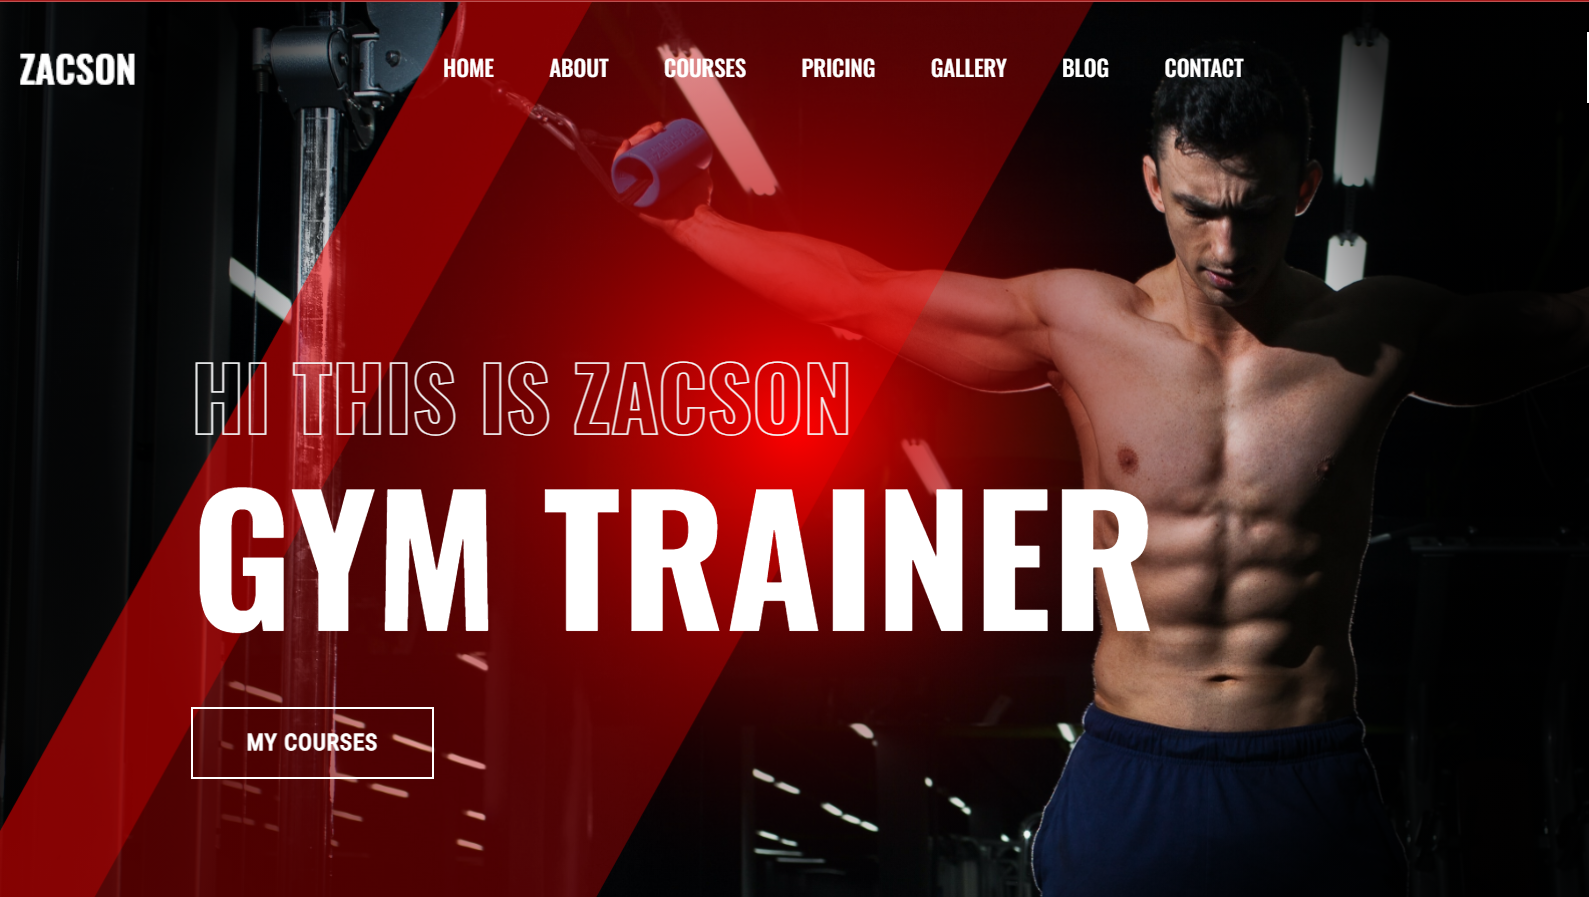 ZACSON
HOME ABOUT COURSES PRICING GALLERY BLOG CONTACT
HI THIS IS ZACSON
GYM TRAINER
MY COURSES